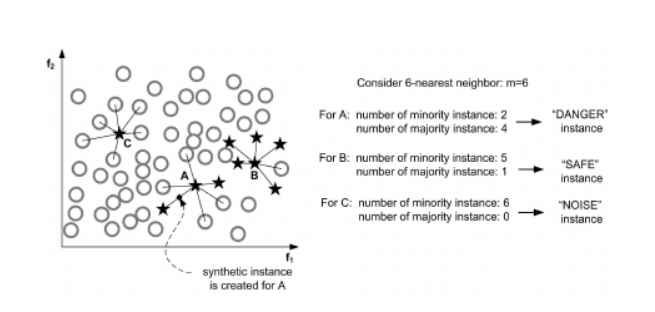 f₂
Consider 6-nearest neighbor: m=6
For A: number of minority instance: 2
number of majority instance: 4
"DANGER"
instance
For B: number of minority instance: 5
number of majority instance: 1
"SAFE"
instance
For C: number of minority instance: 6
number of majority instance: 0
"NOISE"
instance
C
A
B
f₁
synthetic instance
is created for A